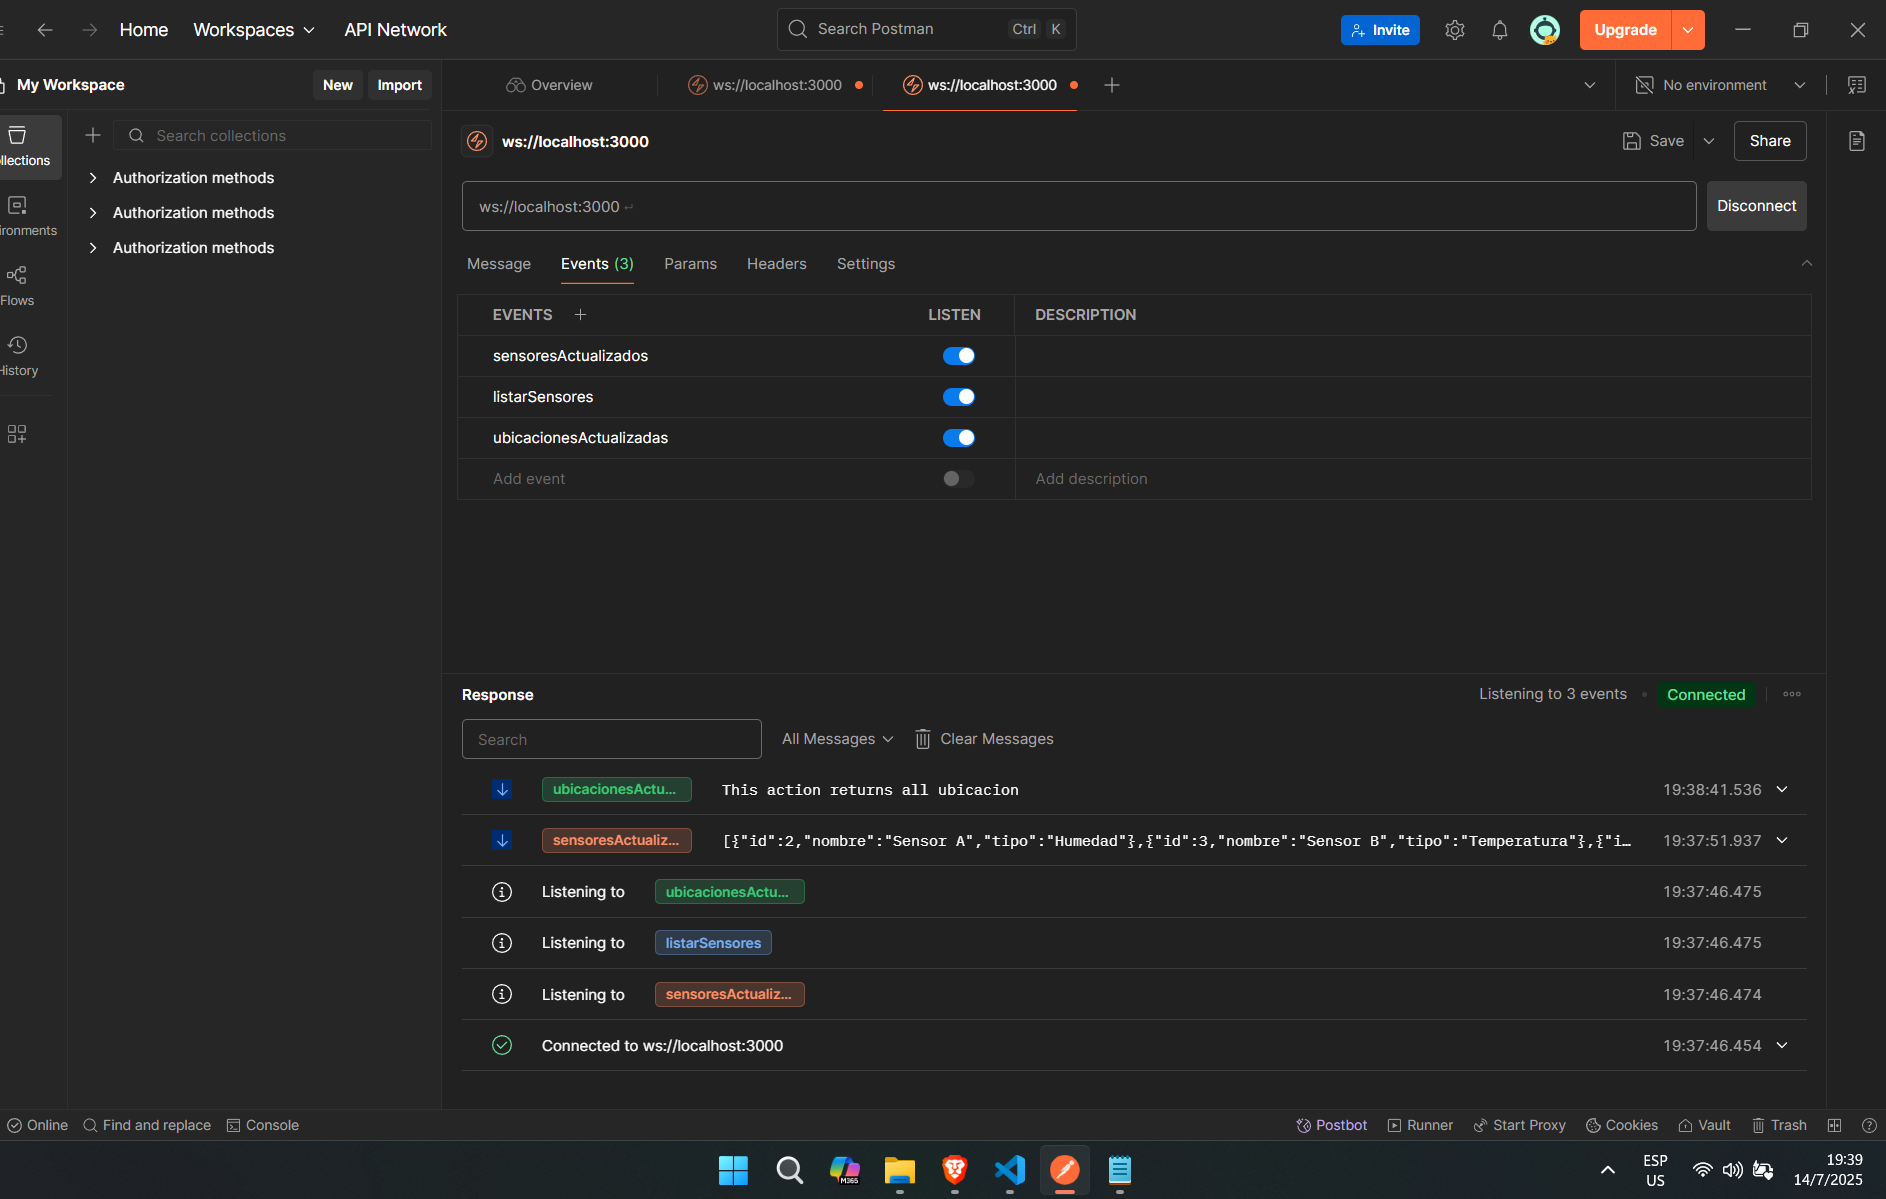 Home Workspaces API Network Search Postman Ctrl K Invite Upgrade
My Workspace New Import Overview ws://localhost:3000 ws://localhost:3000 No environment
Search collections
ws://localhost:3000 Save Share
llections
Authorization methods
Authorization methods
Authorization methods
ironments
Flows
History
ws://localhost:3000 Disconnect
Message Events (3) Params Headers Settings
EVENTS LISTEN DESCRIPTION
sensoresActualizados
listarSensores
ubicacionesActualizadas
Add event Add description
Response Listening to 3 events Connected
Search All Messages Clear Messages
ubicacionesActu... This action returns all ubicacion 19:38:41.536
sensoresActualiz... [{"id":2,"nombre":"Sensor A","tipo":"Humedad"},{"id":3,"nombre":"Sensor B","tipo":"Temperatura"},{"i… 19:37:51.937
Listening to ubicacionesActu... 19:37:46.475
Listening to listarSensores 19:37:46.475
Listening to sensoresActualiz... 19:37:46.474
Connected to ws://localhost:3000 19:37:46.454
Online Find and replace Console Postbot Runner Start Proxy Cookies Vault Trash
M365
ESP
US
19:39
14/7/2025